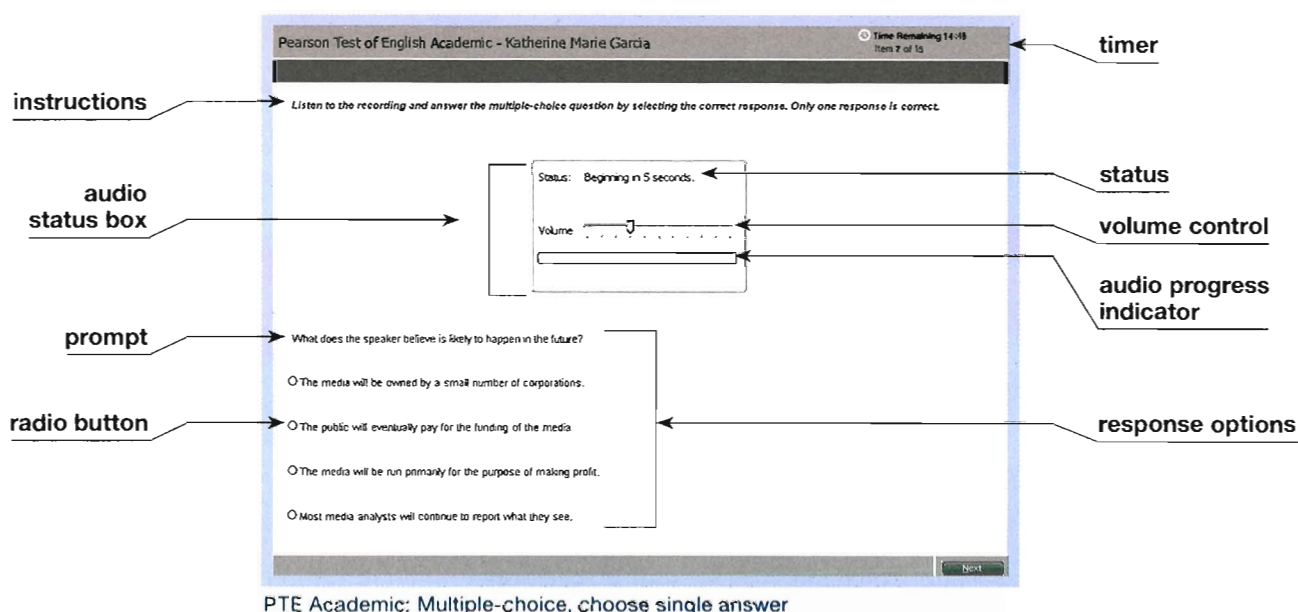 Pearson Test of English Academic - Katherine Marie Garcia
Time Remaining 14:48
Item 7 of 15
timer
instructions
Listen to the recording and answer the multiple-choice question by selecting the correct response. Only one response is correct.
audio
status box
Status: Beginning in 5 seconds.
status
Volume
volume control
audio progress
indicator
prompt
What does the speaker believe is likely to happen in the future?
The media will be owned by a small number of corporations.
radio button
The public will eventually pay for the funding of the media
response options
The media will be run primarily for the purpose of making profit.
Most media analysts will continue to report what they see.
Next
PTE Academic: Multiple-choice, choose single answer